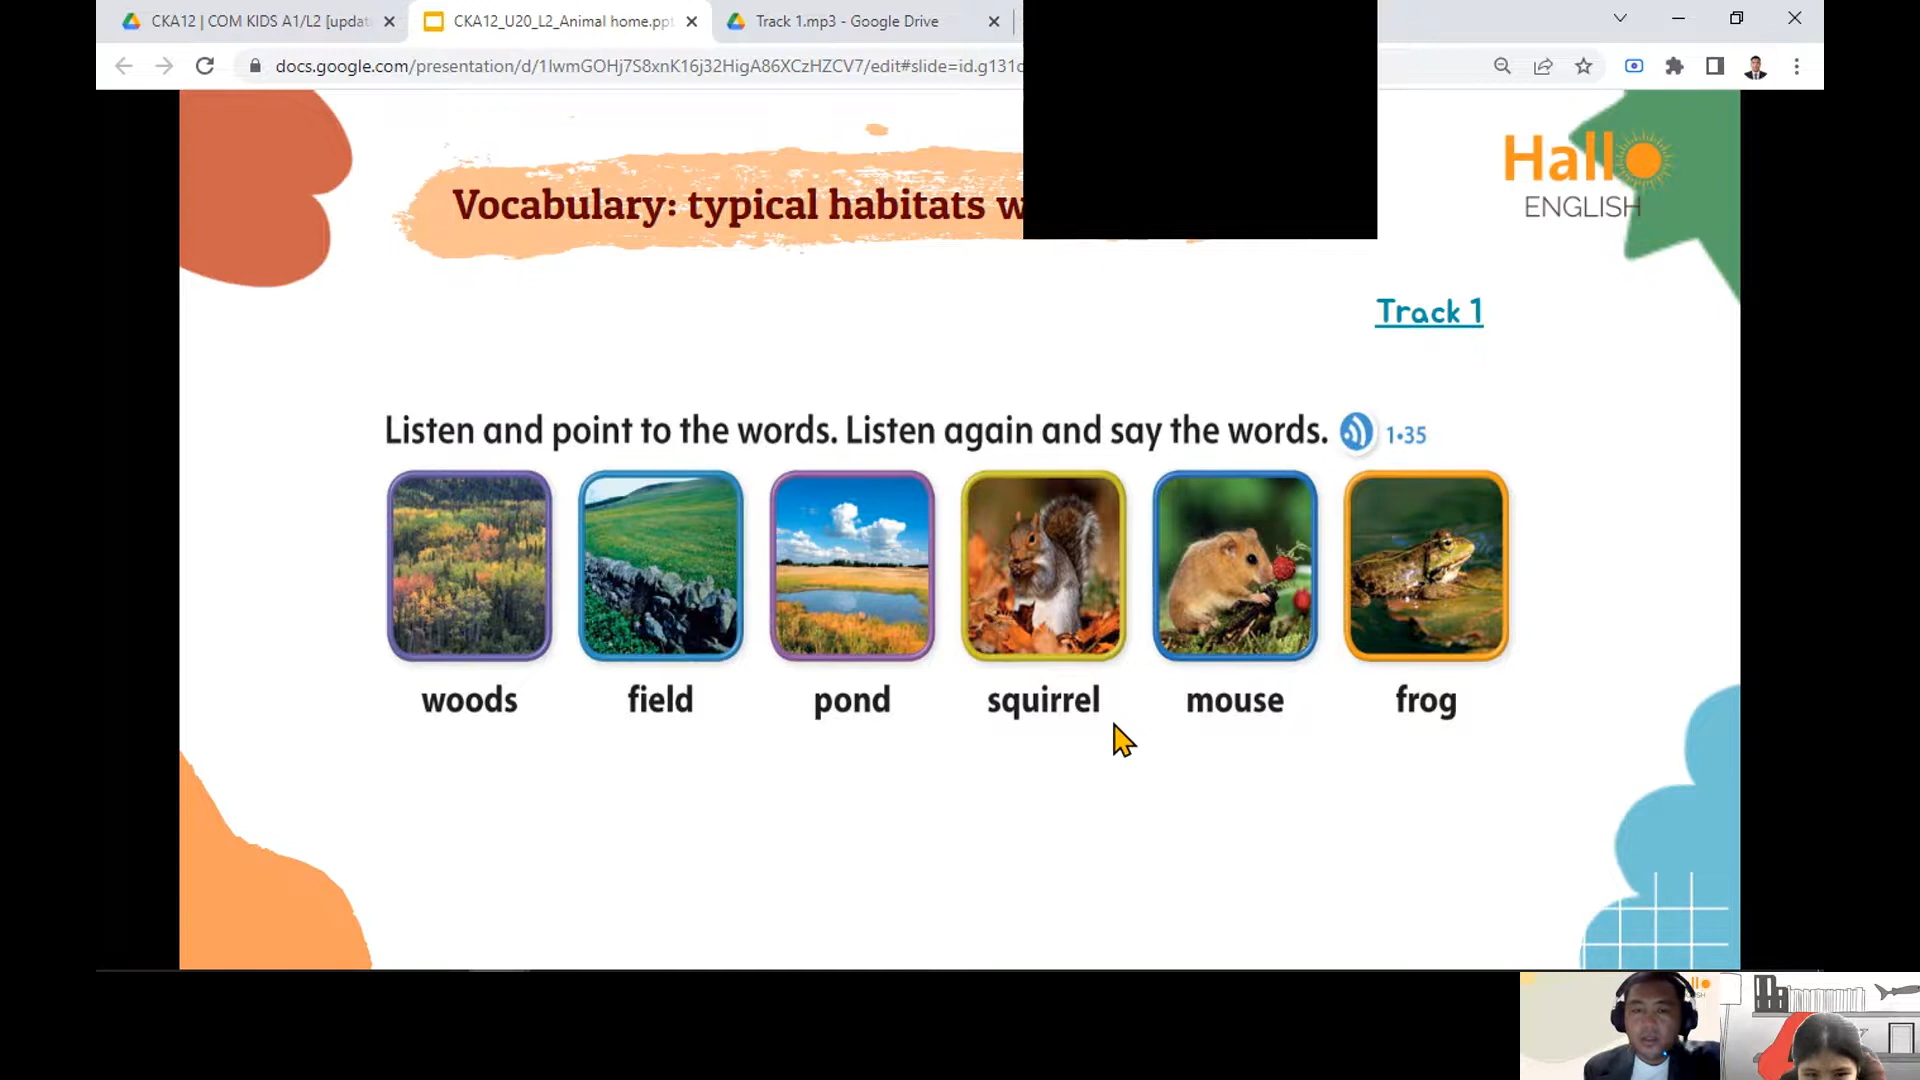 CKA12 | COM KIDS A1/L2 [updat
CKA12_U20_L2_Animal home.ppt
Track 1.mp3 - Google Drive
docs.google.com/presentation/d/1IwmGOHj7S8xnK16j32HigA86XCzHZCV7/edit#slide=id.g131c
Vocabulary: typical habitats w
Hallo
ENGLISH
Track 1
Listen and point to the words. Listen again and say the words. 1•35
woods field pond squirrel mouse frog